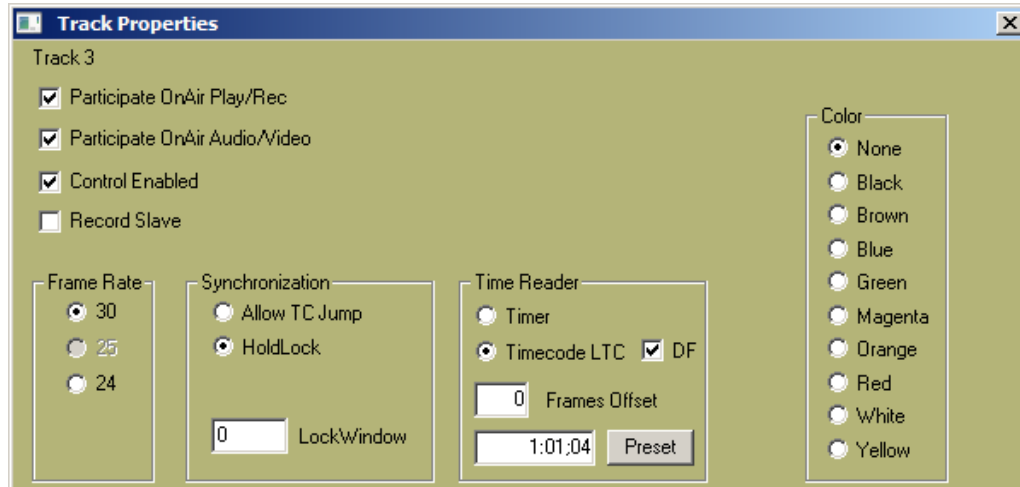 Track Properties
Track 3
Participate OnAir Play/Rec
Participate OnAir Audio/Video
Control Enabled
Record Slave
Frame Rate
30
25
24
Synchronization
Allow TC Jump
HoldLock
0 LockWindow
Time Reader
Timer
Timecode LTC DF
0 Frames Offset
1:01;04 Preset
Color
None
Black
Brown
Blue
Green
Magenta
Orange
Red
White
Yellow